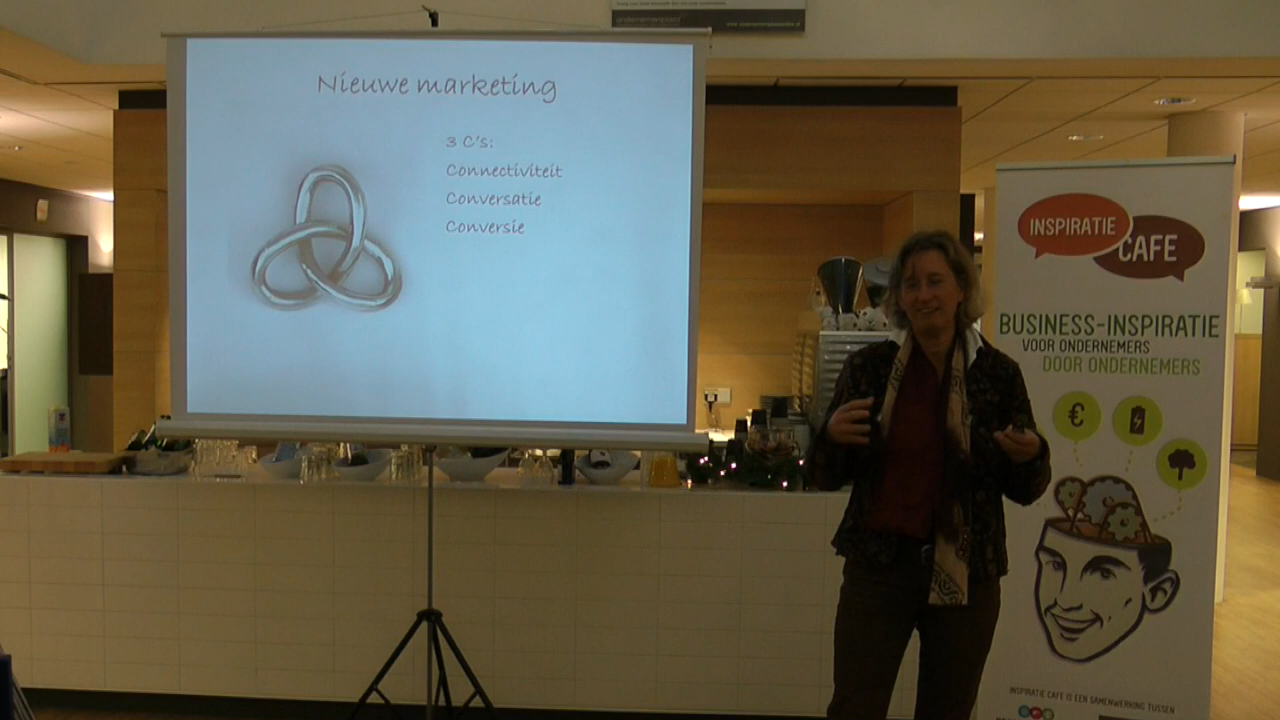 Nieuwe marketing
3 C's:
Connectiviteit
Conversatie
Conversie
INSPIRATIE
CAFE
BUSINESS-INSPIRATIE
VOOR ONDERNEMERS
DOOR ONDERNEMERS
€
INSPIRATIE CAFE IS EEN SAMENWERKING TUSSEN